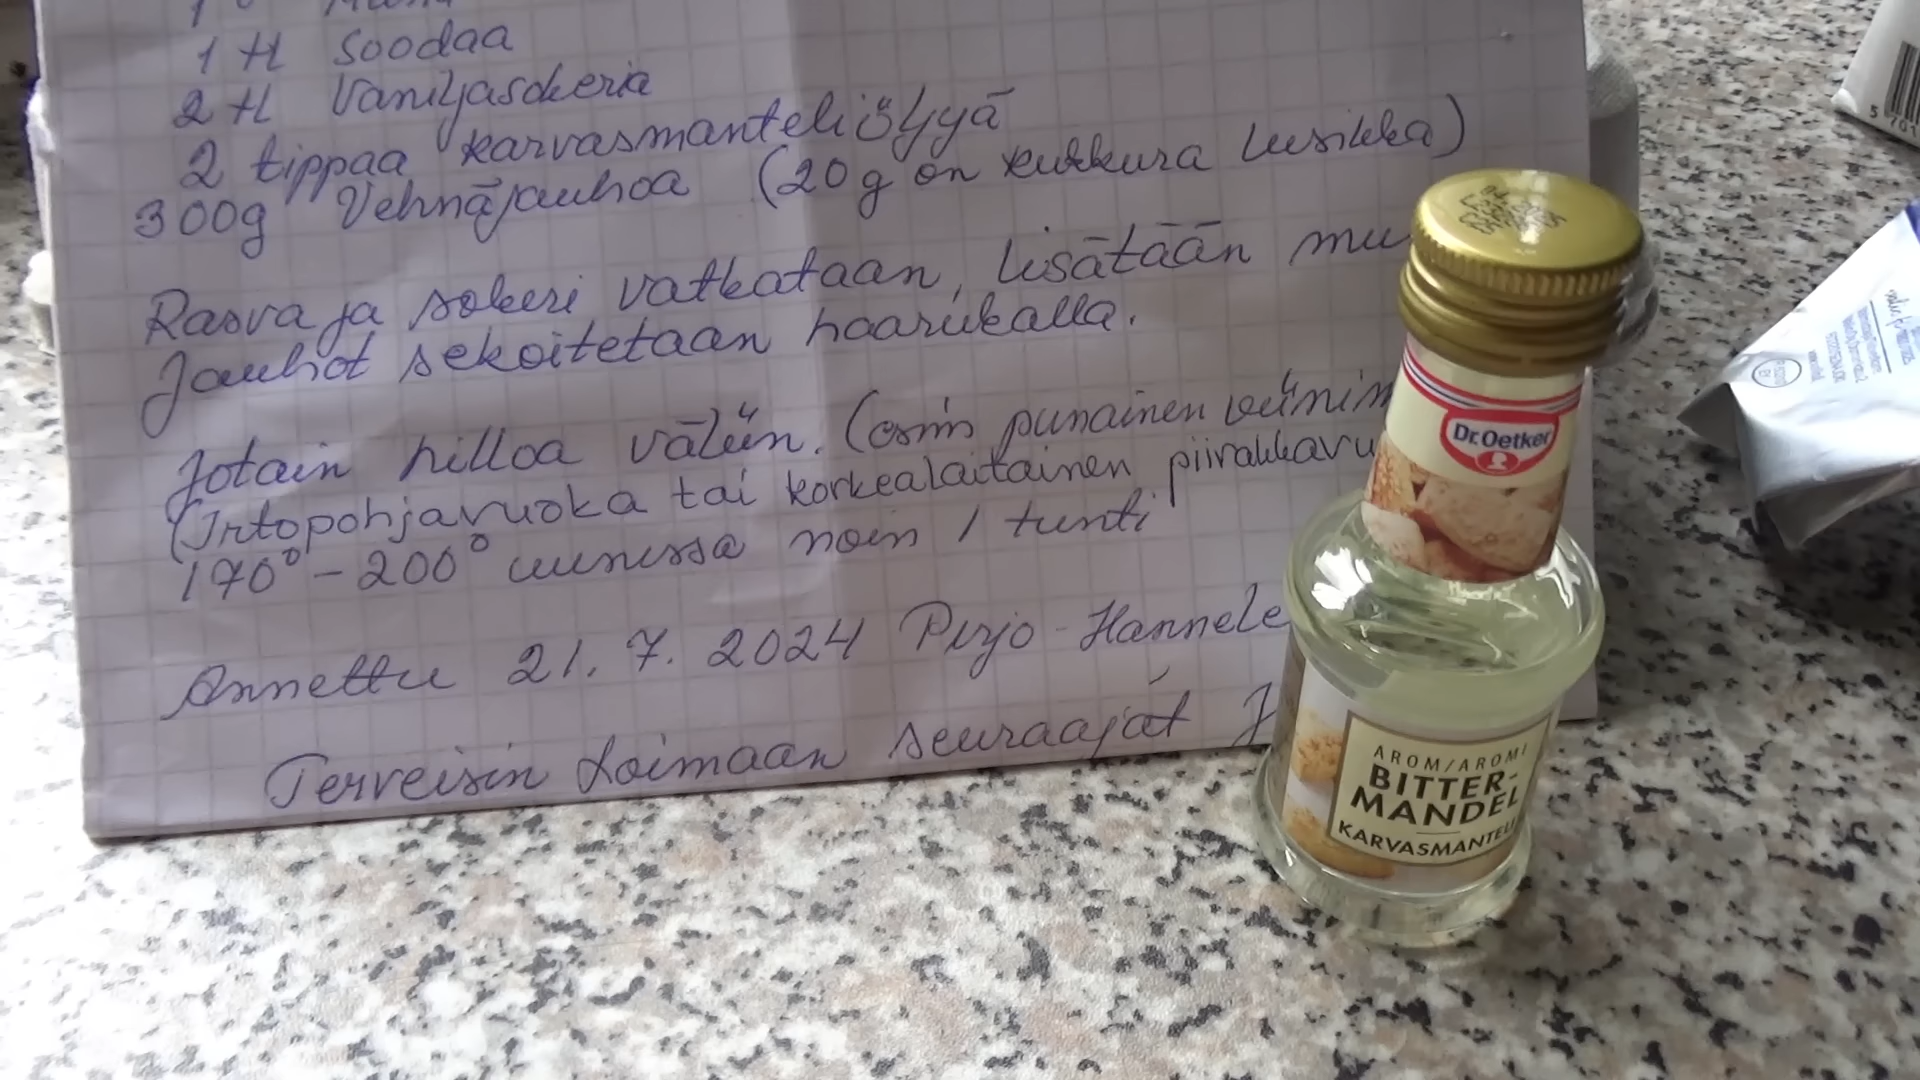 1 tl Soodaa
2 tl Vaniljasokeria
2 tippaa karvasmanteliöljyä
300g Vehnäjauhoa (20g on kukkura lusikka)
Rasva ja sokeri vatkataan, lisätään mu
Jauhot sekoitetaan haarukalla.
Jotain hilloa väliin. (esim punainen viinim
(Irtopohjavuoka tai korkealaitainen piirakkavu
170° - 200° uunissa noin 1 tunti
Annettu 21. 7. 2024 Pirjo-Hannele
Terveisin Loimaan seuraajat J
Dr. Oetker
AROM/AROMI
BITTER-
MANDEL
KARVASMANTELI
5 701